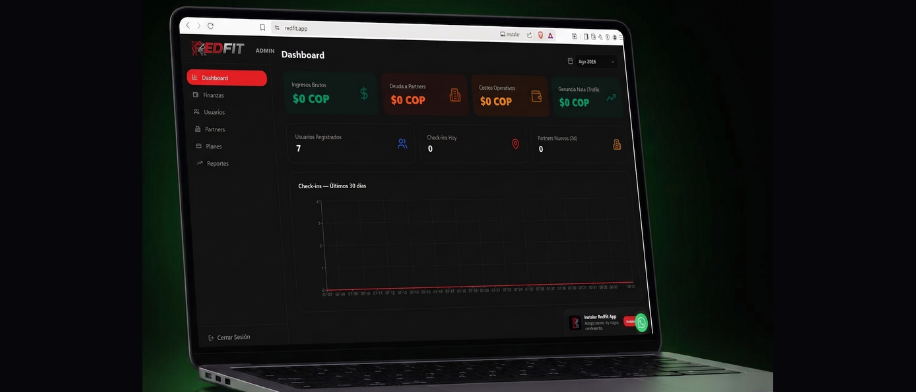 redfit.app
REDFIT ADMIN
Dashboard
Ago 2026
Dashboard
Finanzas
Usuarios
Partners
Planes
Reportes
Cerrar Sesión
Ingresos Brutos
$0 COP
Deuda a Partners
$0 COP
Costos Operativos
$0 COP
Ganancia Neta (Profit)
$0 COP
Usuarios Registrados
7
Check-ins Hoy
0
Partners Nuevos (24)
0
Check-ins — Últimos 30 días
Instalar RedFit App